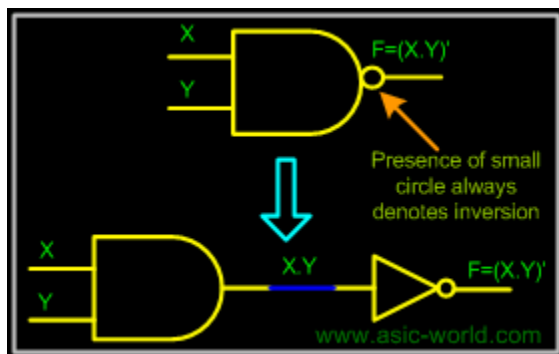 X
F=(X.Y)'
Y
Presence of small
circle always
denotes inversion
X
X.Y
F=(X.Y)'
Y
www.asic-world.com